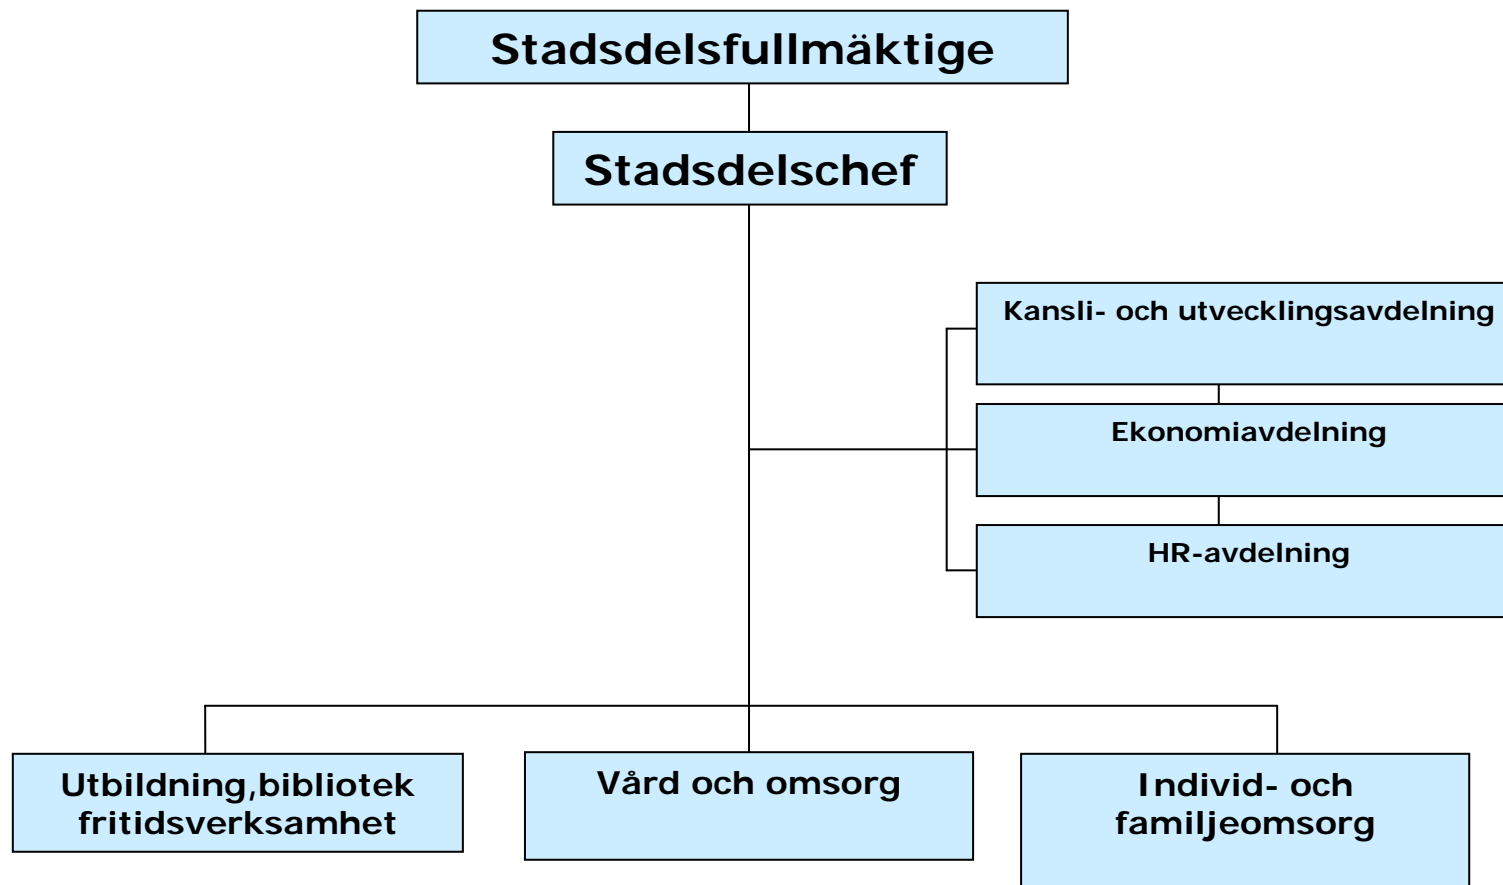 Stadsdelsfullmäktige
Stadsdelschef
Kansli- och utvecklingsavdelning
Ekonomiavdelning
HR-avdelning
Utbildning,bibliotek
fritidsverksamhet
Vård och omsorg
Individ- och
familjeomsorg